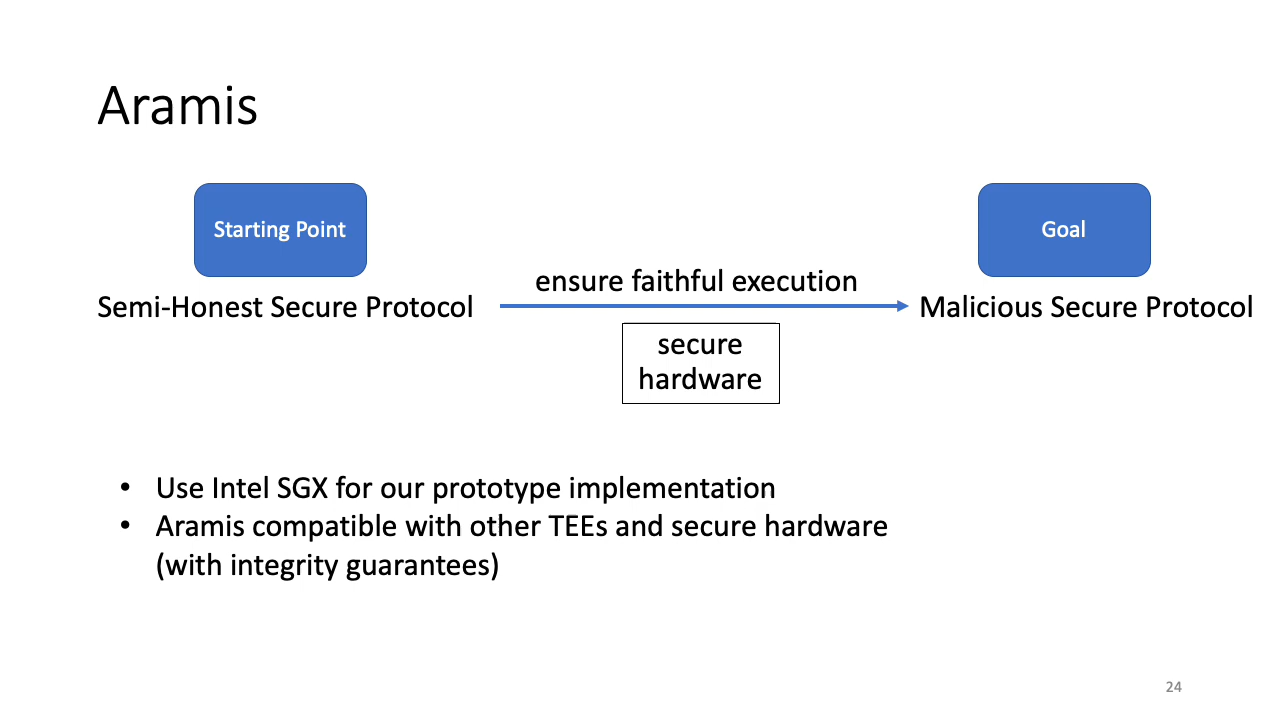 Aramis
Starting Point
Goal
ensure faithful execution
Semi-Honest Secure Protocol
Malicious Secure Protocol
secure
hardware
• Use Intel SGX for our prototype implementation
• Aramis compatible with other TEEs and secure hardware
(with integrity guarantees)
24